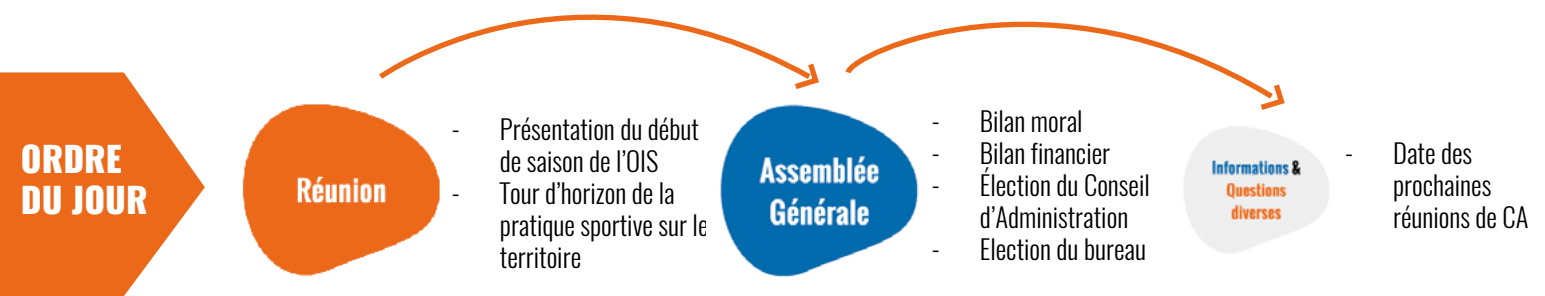 ORDRE
DU JOUR
Réunion
- Présentation du début
de saison de l'OIS
- Tour d'horizon de la
pratique sportive sur le
territoire
Assemblée
Générale
- Bilan moral
- Bilan financier
- Élection du Conseil
d'Administration
- Election du bureau
Informations &
Questions
diverses
- Date des
prochaines
réunions de CA